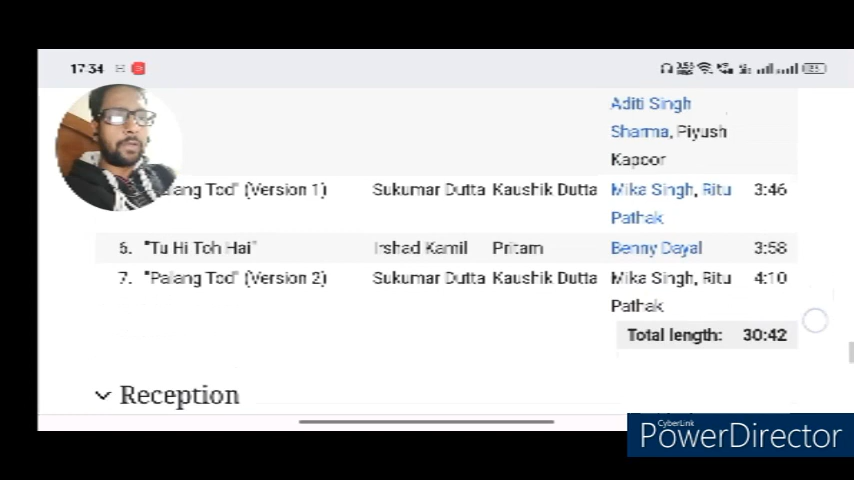 17:34
Aditi Singh
Sharma, Piyush
Kapoor
ang Tod" (Version 1) Sukumar Dutta Kaushik Dutta Mika Singh, Ritu 3:46
Pathak
6. "Tu Hi Toh Hai" Irshad Kamil Pritam Benny Dayal 3:58
7. "Palang Tod" (Version 2) Sukumar Dutta Kaushik Dutta Mika Singh, Ritu 4:10
Pathak
Total length: 30:42
Reception
CyberLink
PowerDirector